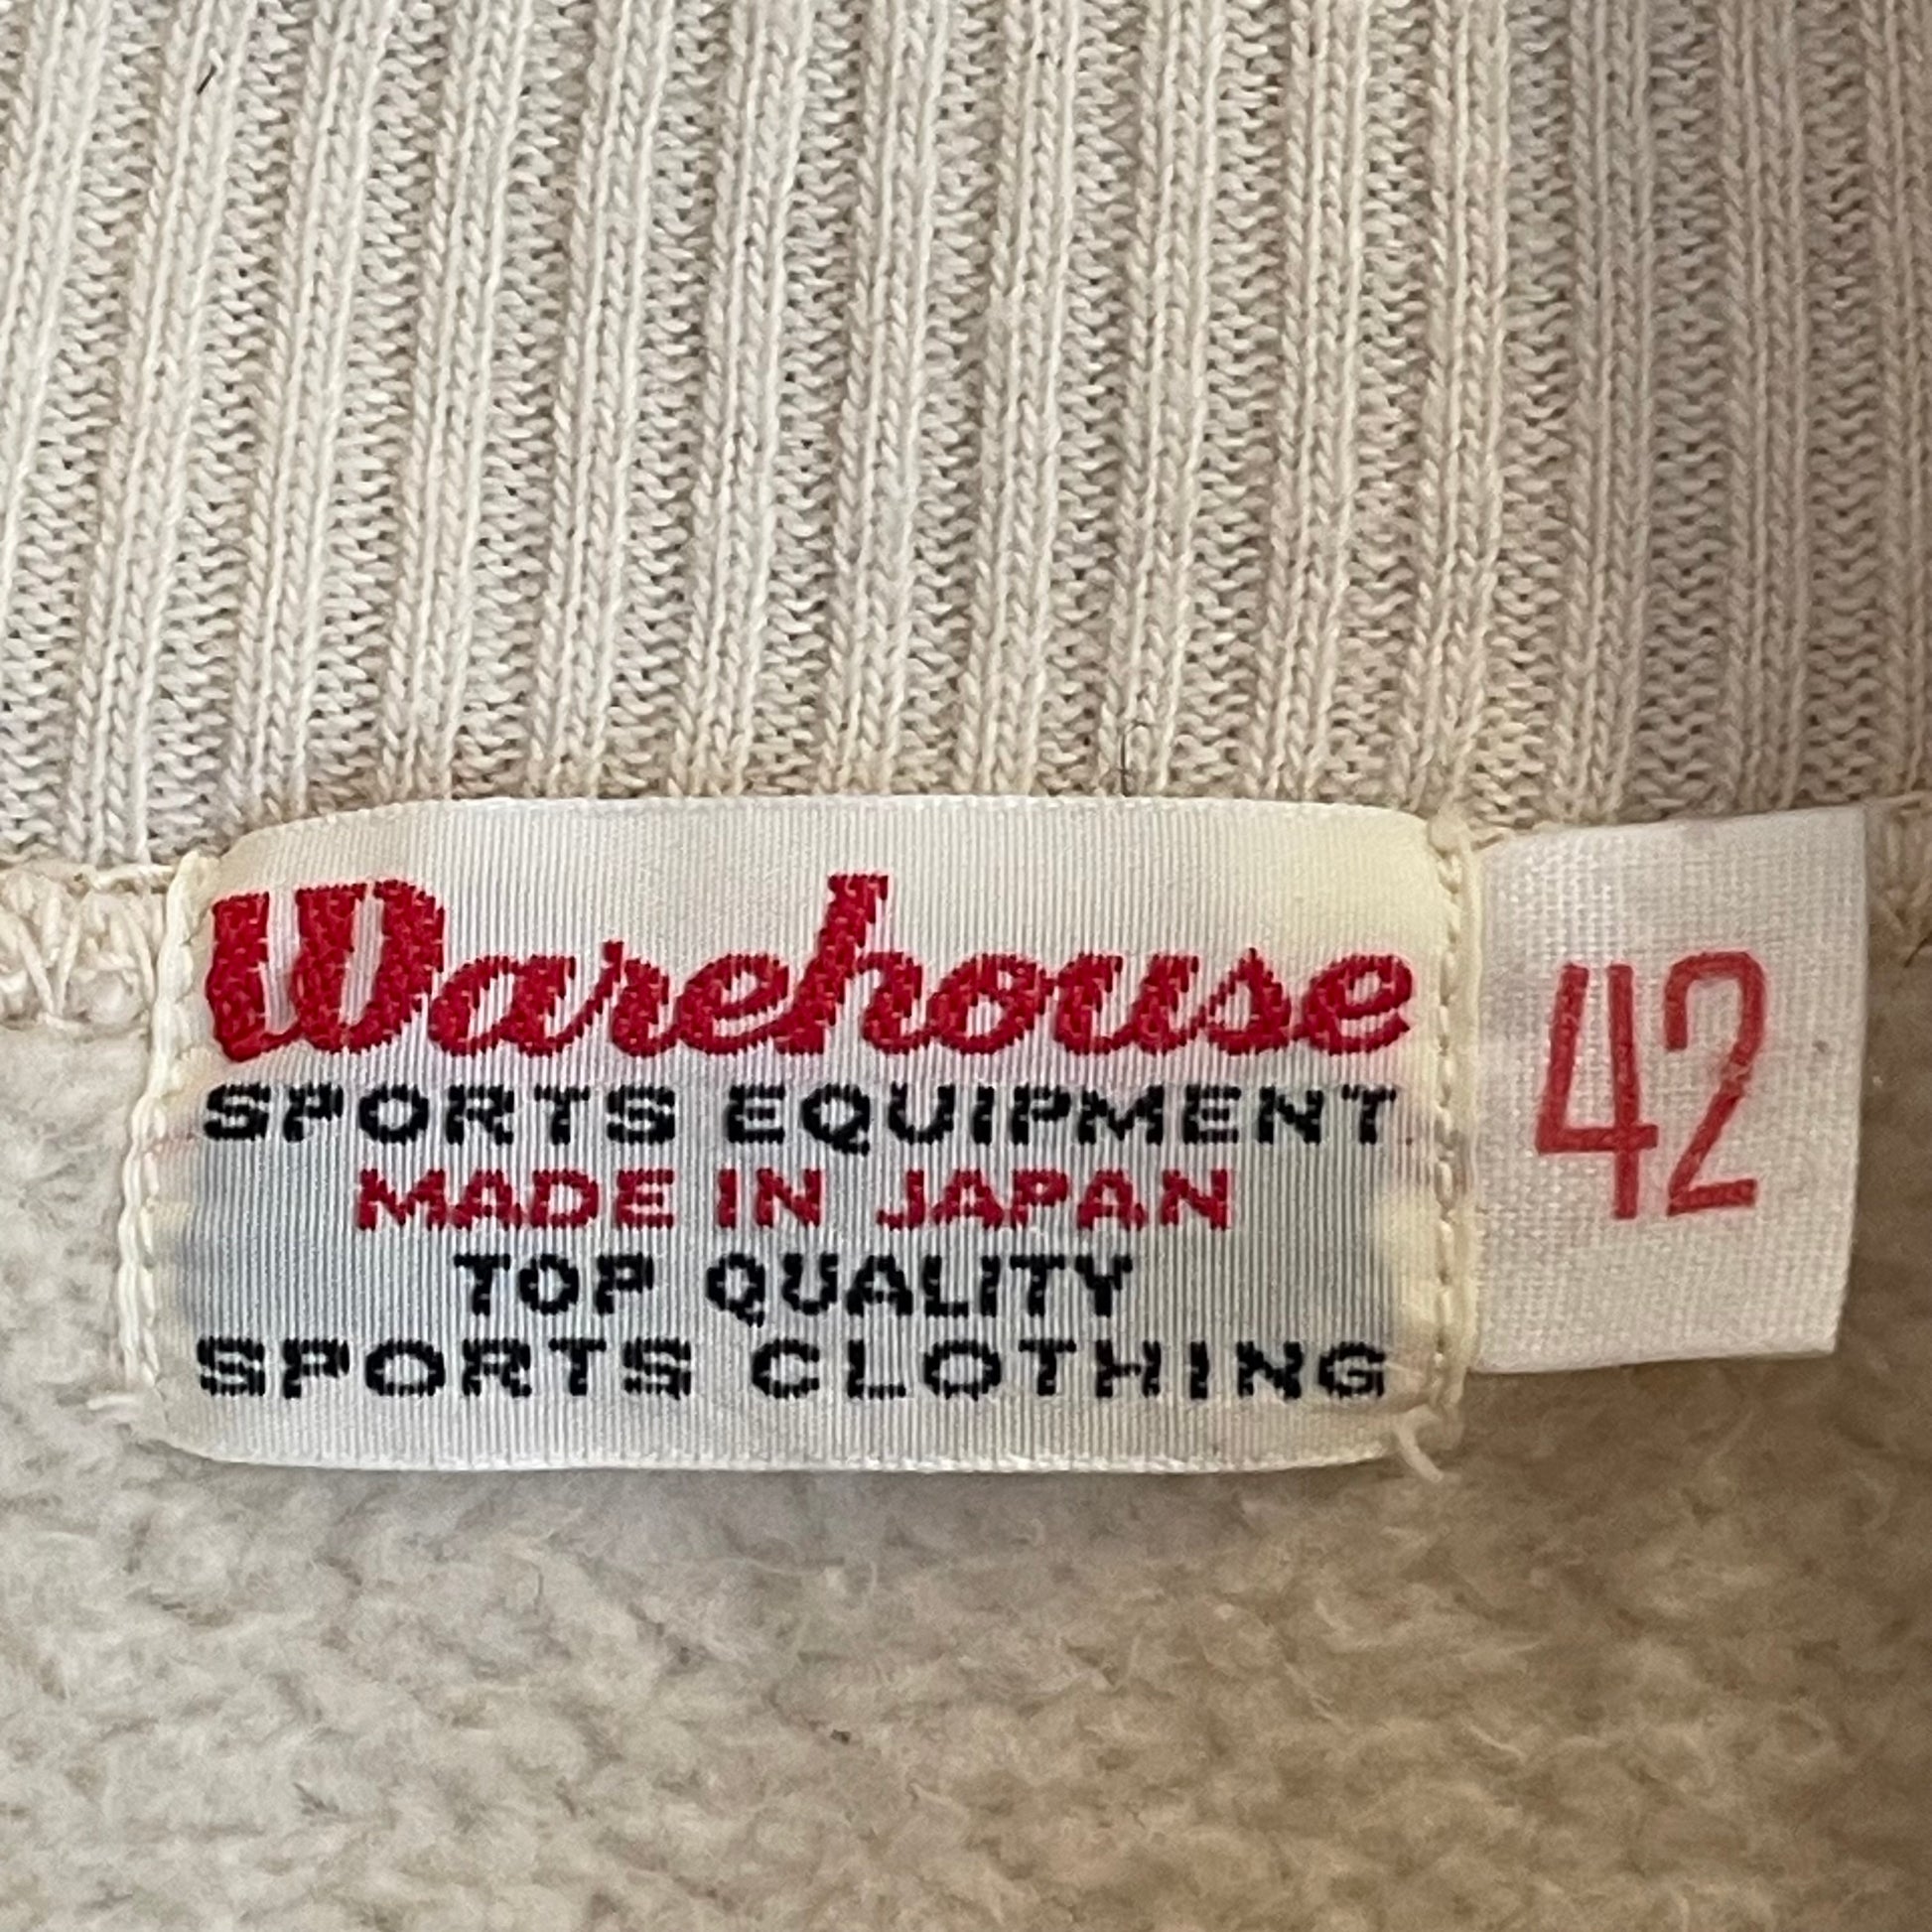 Warehouse
SPORTS EQUIPMENT
MADE IN JAPAN
TOP QUALITY
SPORTS CLOTHING
42